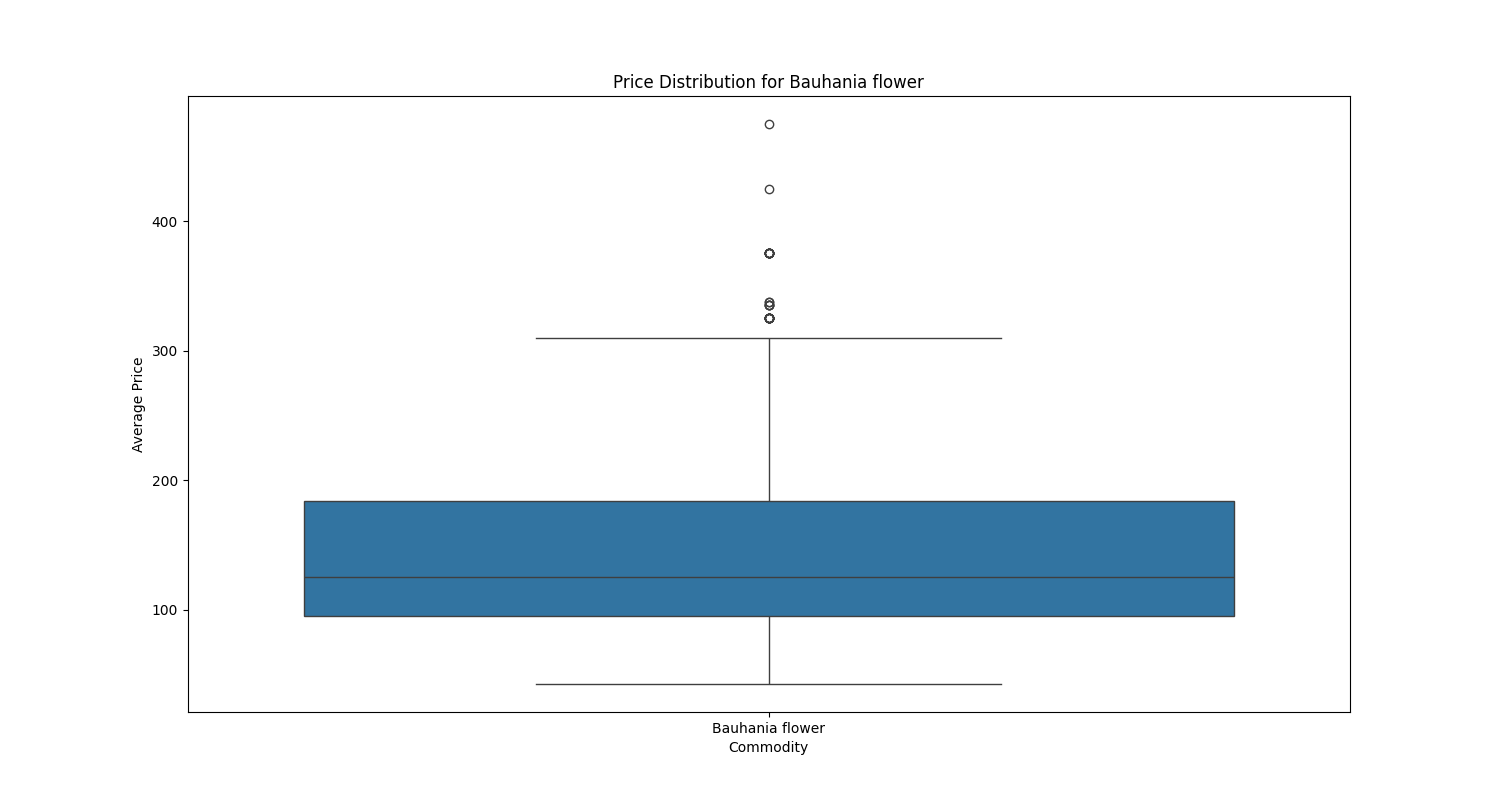 Price Distribution for Bauhania flower
400
300
200
100
Average Price
Bauhania flower
Commodity